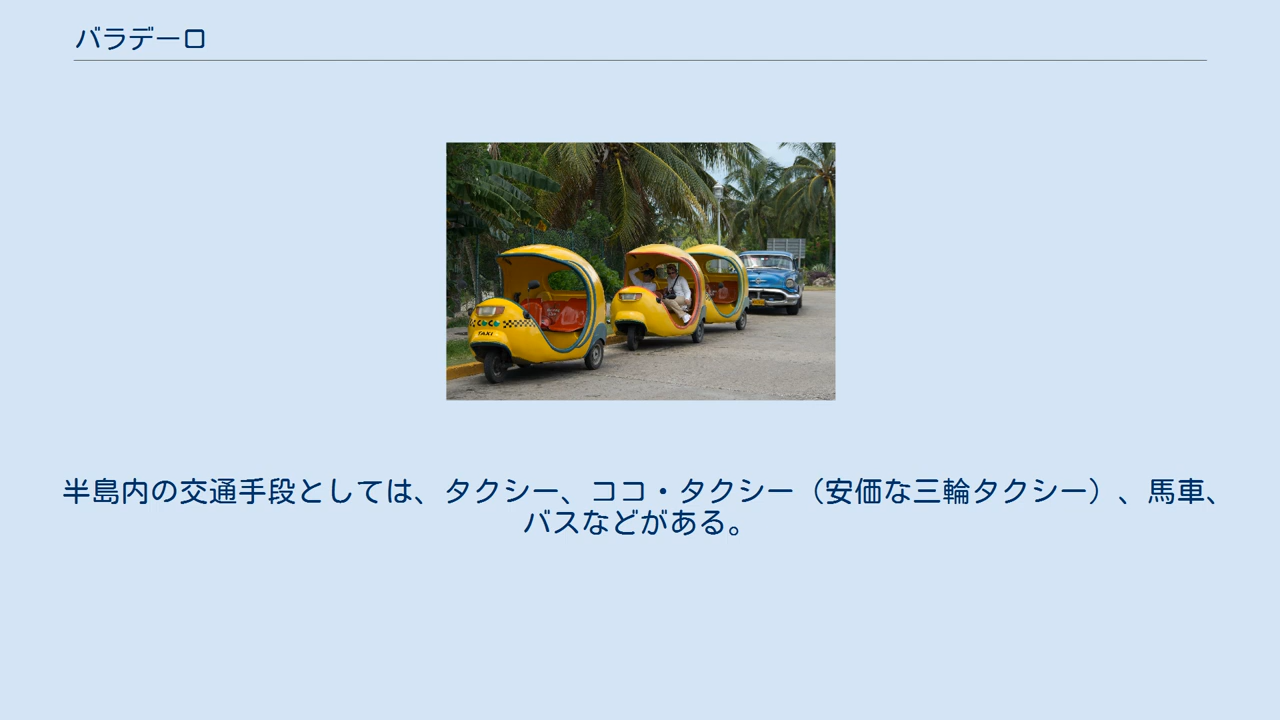 バラデーロ
COCO
TAXI
半島内の交通手段としては、タクシー、ココ・タクシー（安価な三輪タクシー）、馬車、
バスなどがある。